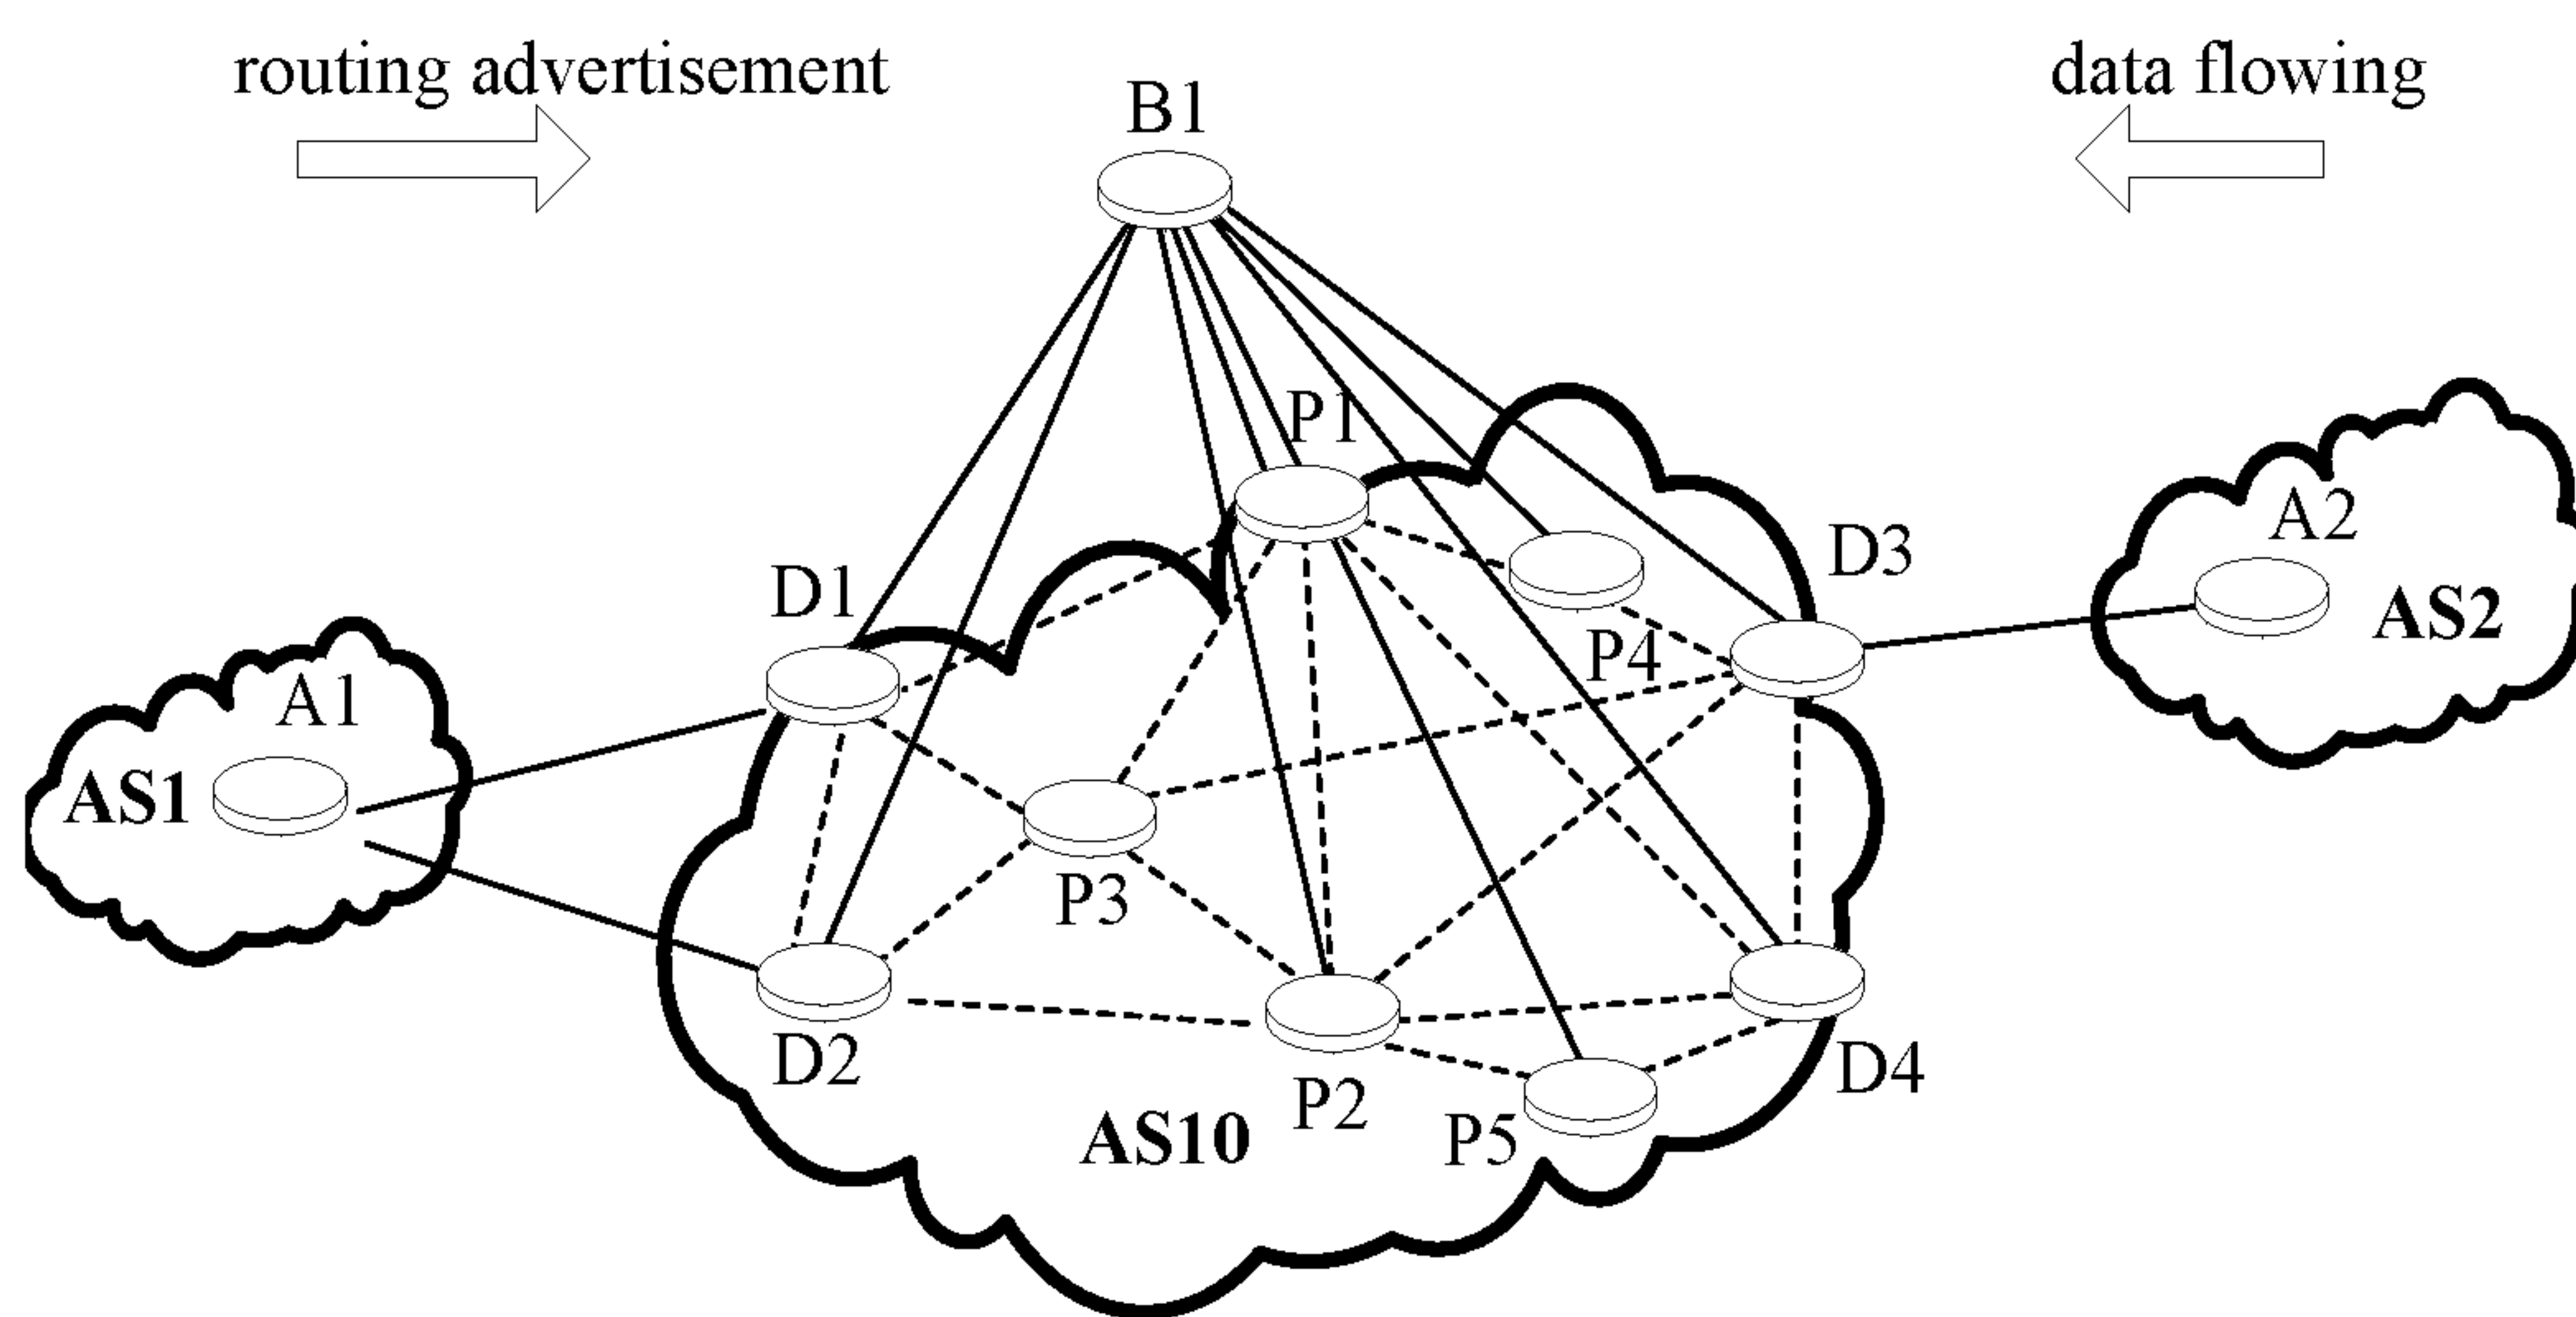 routing advertisement
data flowing
B1
P1
A2
D3
D1
AS2
P4
A1
AS1
P3
D2
D4
P2
AS10
P5